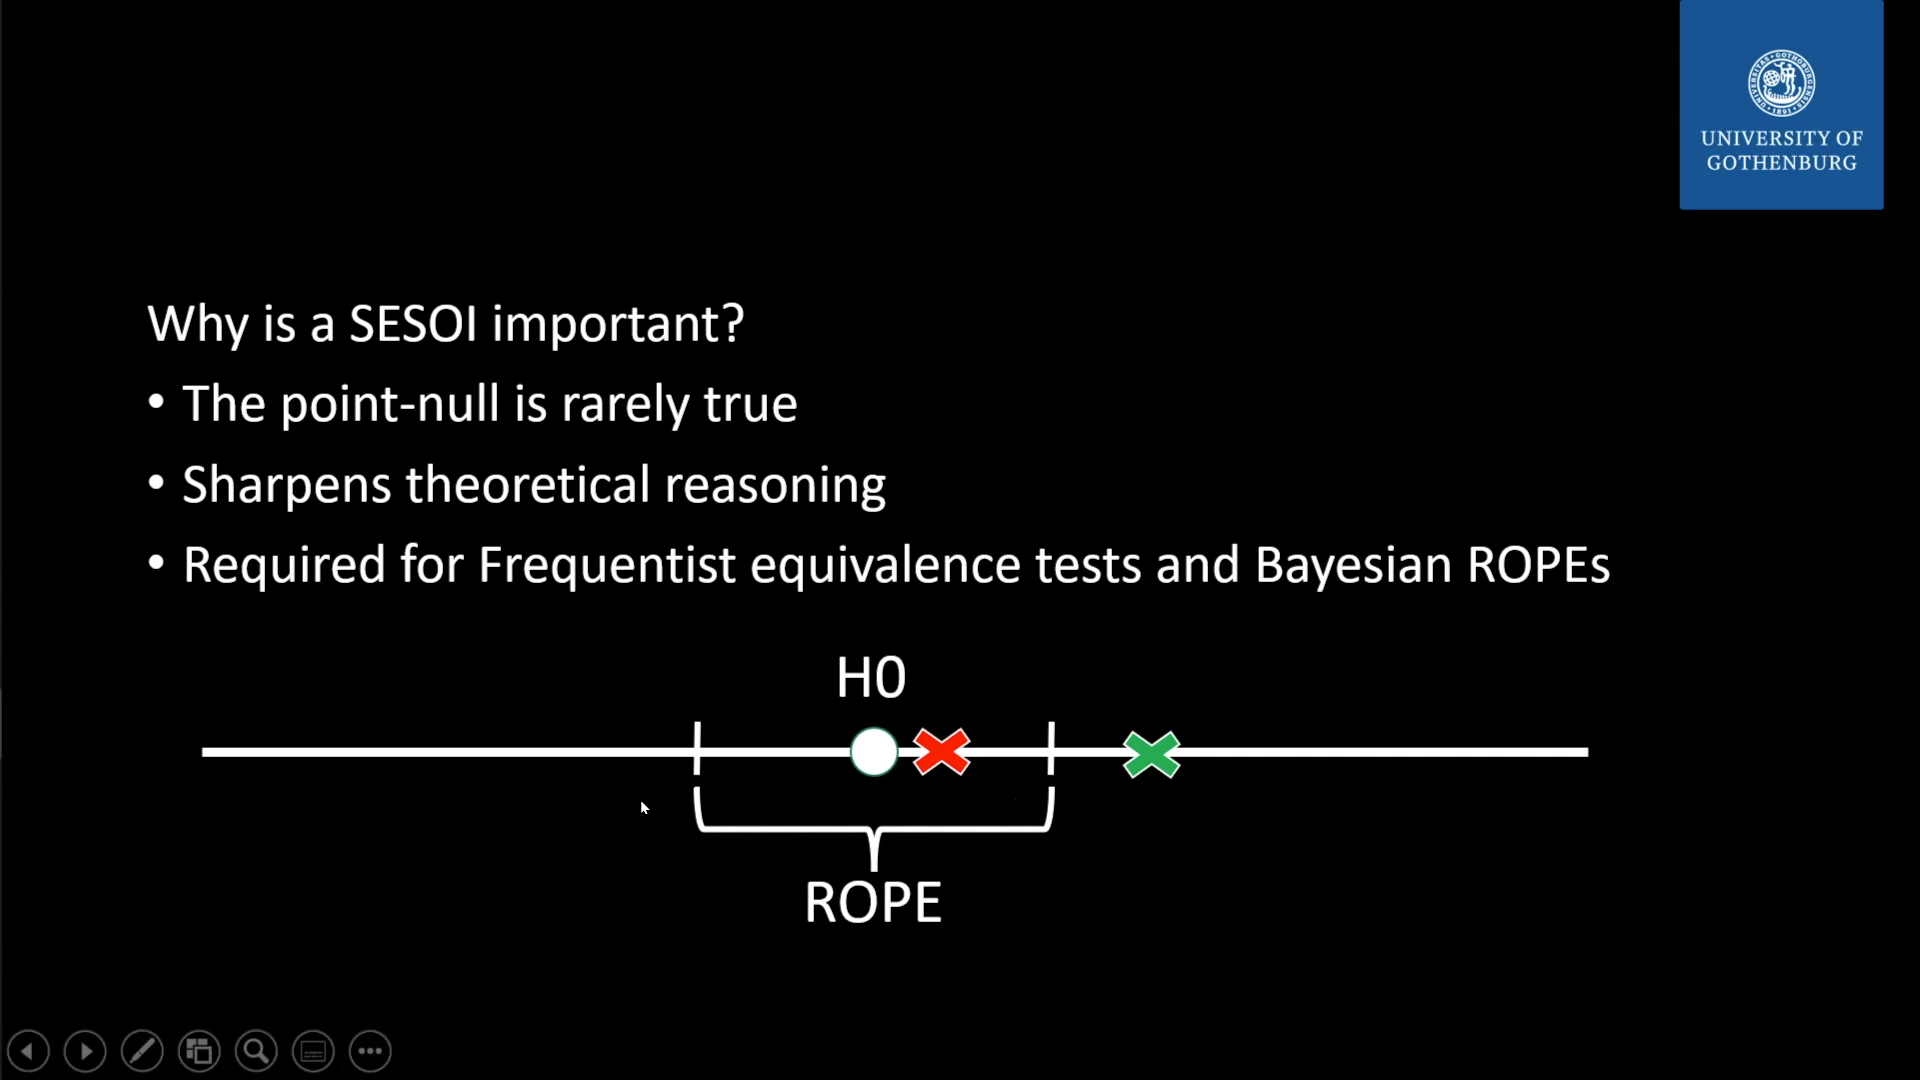 UNIVERSITY OF
GOTHENBURG
Why is a SESOI important?
• The point-null is rarely true
• Sharpens theoretical reasoning
• Required for Frequentist equivalence tests and Bayesian ROPEs
H0
ROPE